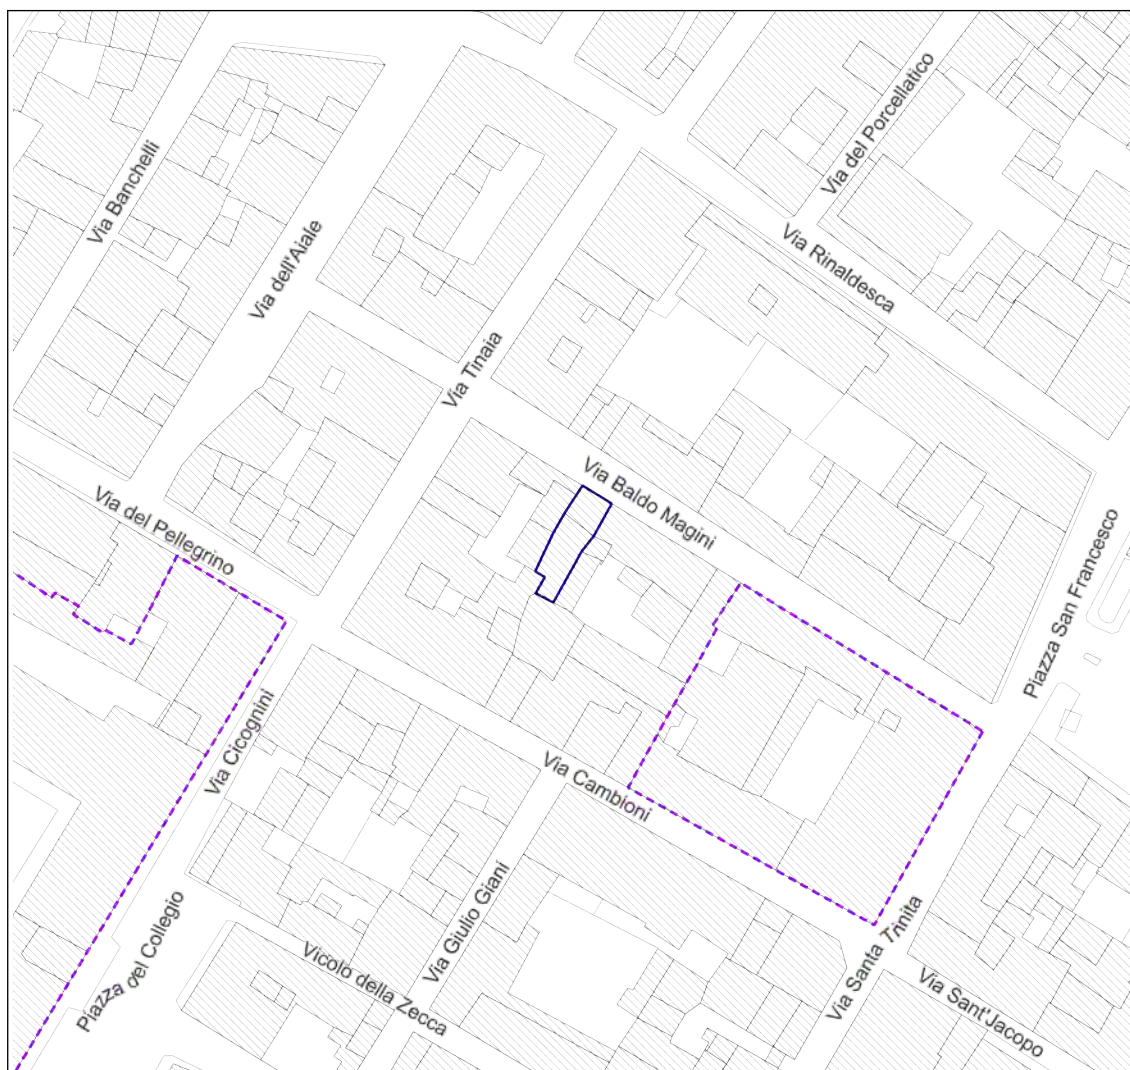 Via del Porcellatico
Via Banchelli
Via dell'Aiale
Via Rinaldesca
Via Tinaia
Via Baldo Magini
Via del Pellegrino
Piazza San Francesco
Via Cicognini
Via Cambioni
Via Giulio Giani
Piazza del Collegio
Via Santa Trinita
Vicolo della Zecca
Via Sant'Jacopo